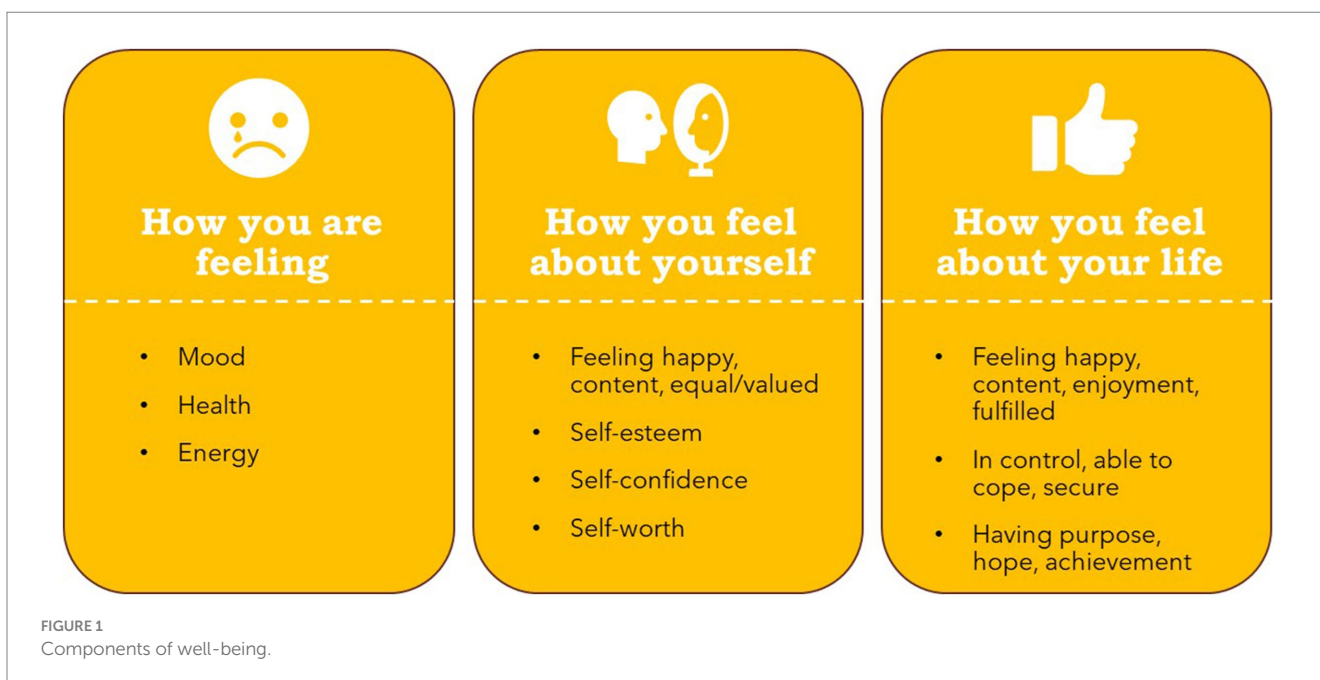 How you are
feeling
• Mood
• Health
• Energy
How you feel
about yourself
• Feeling happy,
content, equal/valued
• Self-esteem
• Self-confidence
• Self-worth
How you feel
about your life
• Feeling happy,
content, enjoyment,
fulfilled
• In control, able to
cope, secure
• Having purpose,
hope, achievement
FIGURE 1
Components of well-being.